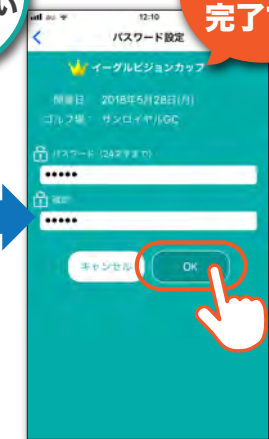 い
完了
au 12:10
パスワード設定
イーグルビジョンカップ
開催日： 2018年5月28日(月)
ゴルフ場： サンロイヤルGC
パスワード (24文字まで)
•••••
確認
•••••
キャンセル
OK